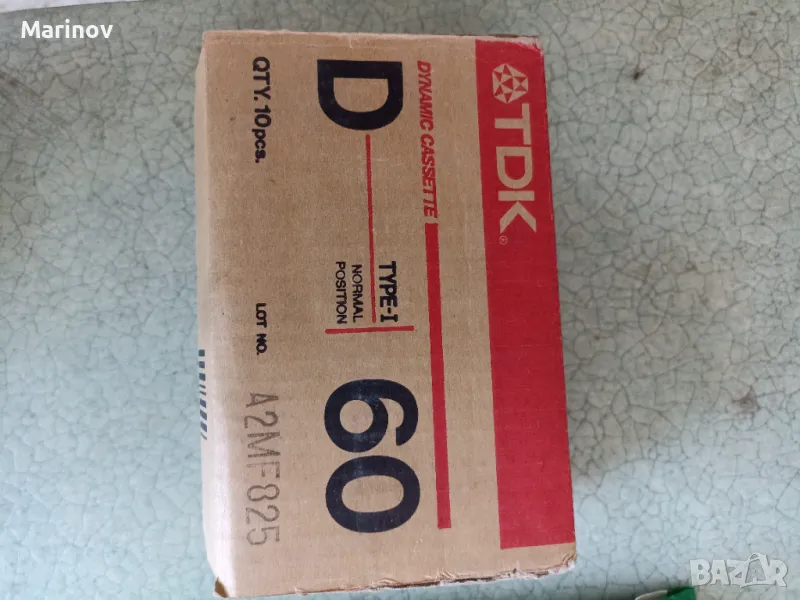 Marinov
TDK®
DYNAMIC CASSETTE
D
TYPE-I
NORMAL
POSITION
60
QTY. 10pcs.
LOT NO.
A2MF825
BAZAR